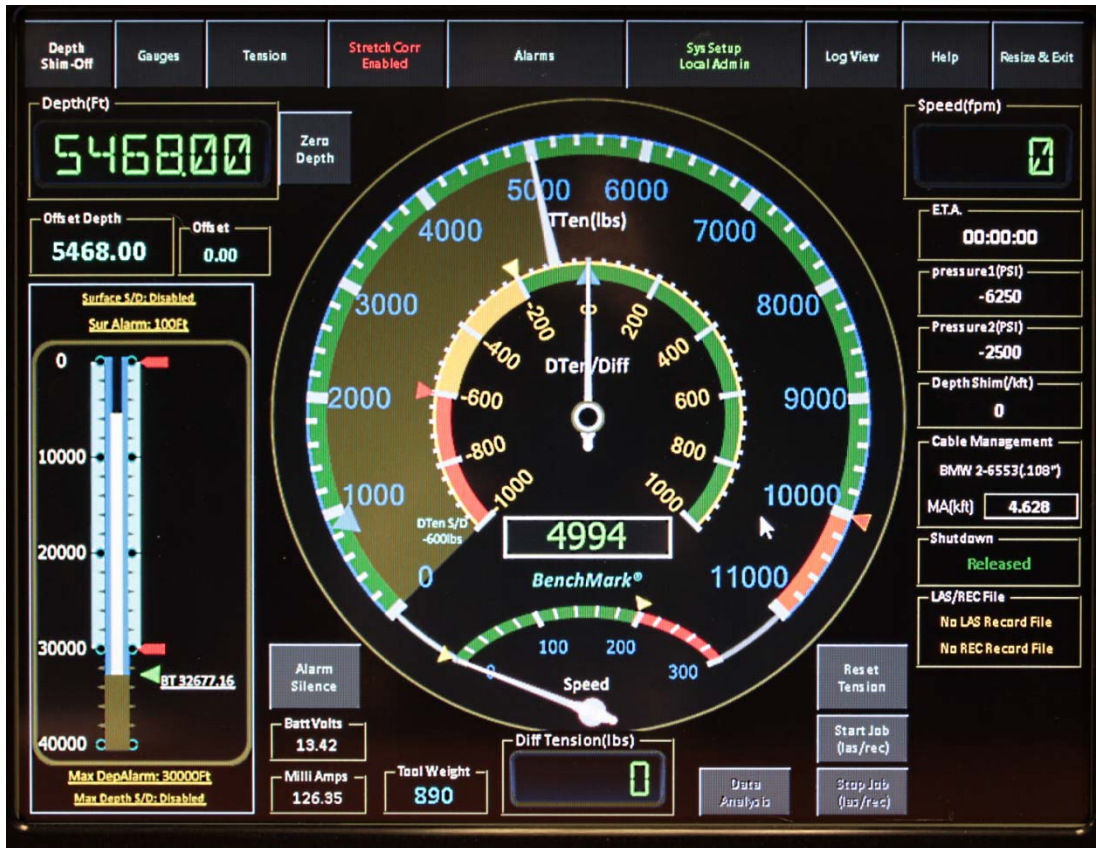 Depth
Shim-Off
Gauges
Tension
Stretch Corr
Enabled
Alarms
Sys Setup
Local Admin
Log View
Help
Resize & Exit
Depth(Ft)
5468.00
Zero
Depth
Speed(fpm)
0
Offset Depth
5468.00
Offset
0.00
E.T.A.
00:00:00
pressure1(PSI)
-6250
Pressure2(PSI)
-2500
Depth Shim(/kft)
0
Cable Management
BMW 2-6553(.108")
MA(kft)
4.628
Shutdown
Released
LAS/REC File
No LAS Record File
No REC Record File
Surface S/D: Disabled
Sur Alarm: 100Ft
0
10000
20000
30000
40000
BT 32677.16
Max DepAlarm: 30000Ft
Max Depth S/D: Disabled
0
1000
2000
3000
4000
5000
6000
7000
8000
9000
10000
11000
TTen(lbs)
-1000
-800
-600
-400
-200
0
200
400
600
800
1000
DTen/Diff
DTen S/D
-600lbs
4994
BenchMark®
0
100
200
300
Speed
Alarm
Silence
Reset
Tension
Batt Volts
13.42
Milli Amps
126.35
Tool Weight
890
Diff Tension(lbs)
0
Data
Analysis
Start Job
(las/rec)
Stop Job
(las/rec)